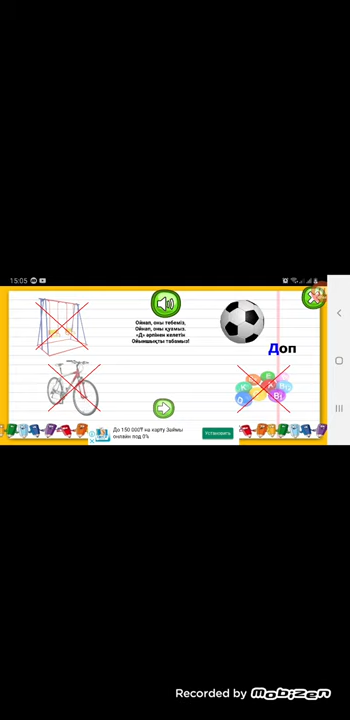 15:05
Ойнап, оны тебеміз,
Ойнап, оны қуамыз.
«Д» әрпінен келетін
Ойыншықты табамыз!
Доп
До 150 000₸ на карту Займы
онлайн под 0%
Установить
Recorded by Mobizen